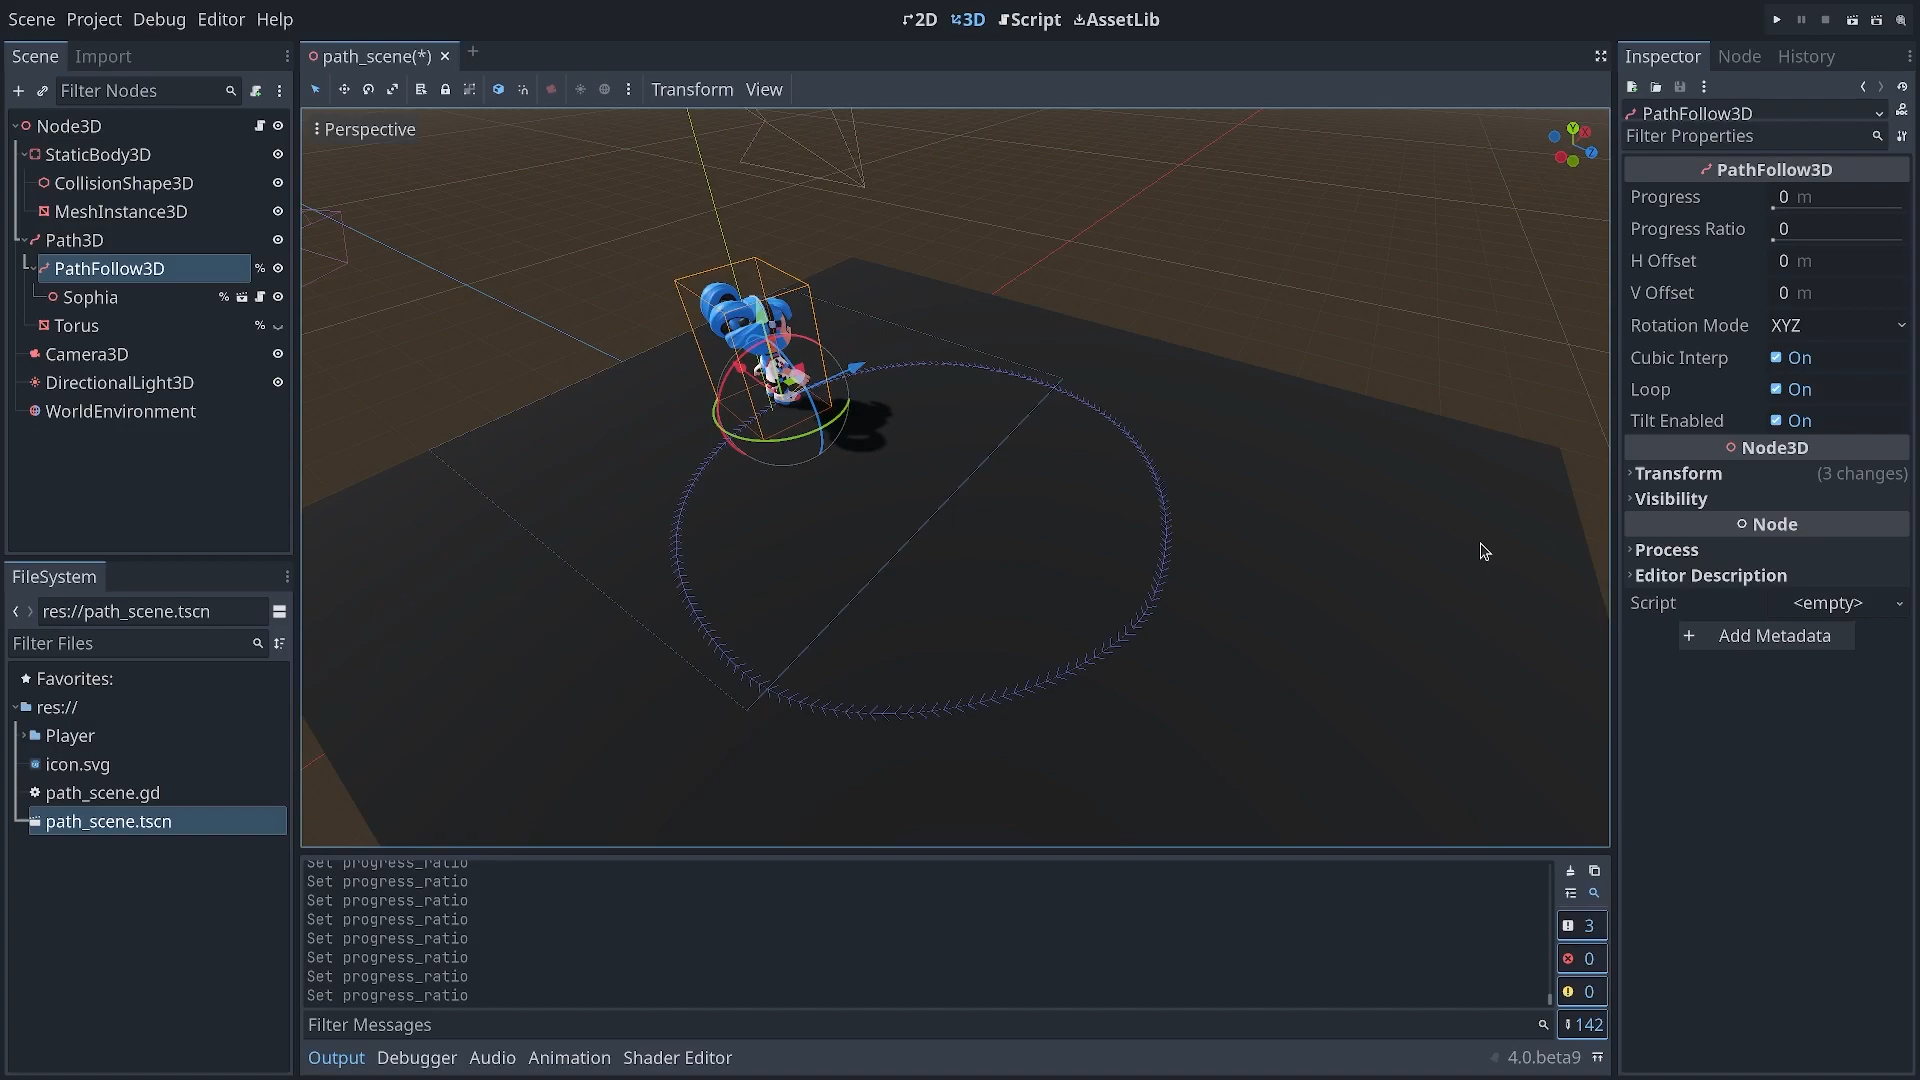 Scene Project Debug Editor Help
2D 3D Script AssetLib
Scene Import
Filter Nodes
Node3D
StaticBody3D
CollisionShape3D
MeshInstance3D
Path3D
PathFollow3D %
Sophia %
Torus %
Camera3D
DirectionalLight3D
WorldEnvironment
FileSystem
res://path_scene.tscn
Filter Files
Favorites:
res://
Player
icon.svg
path_scene.gd
path_scene.tscn
path_scene(*)
Transform View
Perspective
Y
X
Z
Set progress_ratio
Set progress_ratio
Set progress_ratio
Set progress_ratio
Set progress_ratio
Set progress_ratio
Set progress_ratio
Set progress_ratio
3
0
0
Filter Messages
142
Output Debugger Audio Animation Shader Editor
4.0.beta9
Inspector Node History
PathFollow3D
Filter Properties
PathFollow3D
Progress 0 m
Progress Ratio 0
H Offset 0 m
V Offset 0 m
Rotation Mode XYZ
Cubic Interp On
Loop On
Tilt Enabled On
Node3D
Transform (3 changes)
Visibility
Node
Process
Editor Description
Script <empty>
Add Metadata